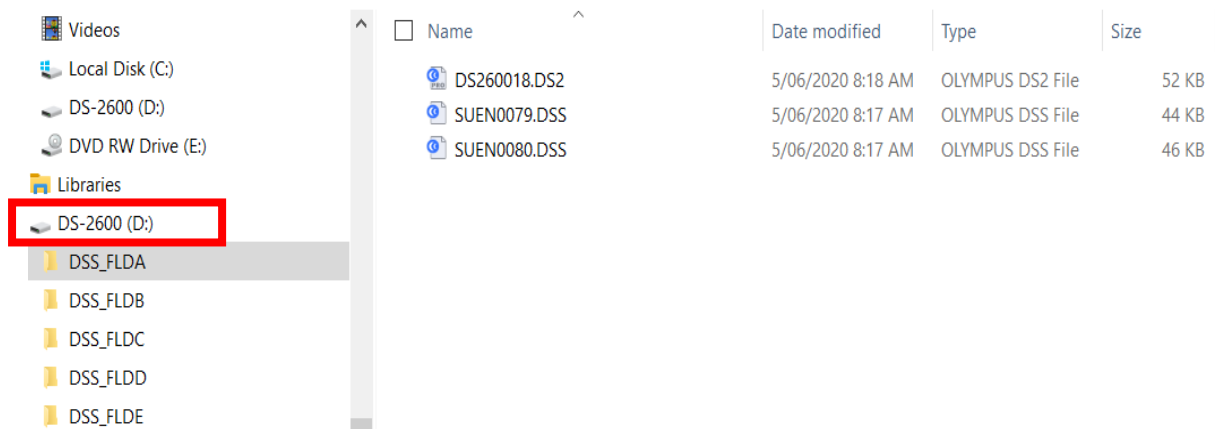 Videos
Local Disk (C:)
DS-2600 (D:)
DVD RW Drive (E:)
Libraries
DS-2600 (D:)
DSS_FLDA
DSS_FLDB
DSS_FLDC
DSS_FLDD
DSS_FLDE
Name Date modified Type Size
DS260018.DS2 5/06/2020 8:18 AM OLYMPUS DS2 File 52 KB
SUEN0079.DSS 5/06/2020 8:17 AM OLYMPUS DSS File 44 KB
SUEN0080.DSS 5/06/2020 8:17 AM OLYMPUS DSS File 46 KB